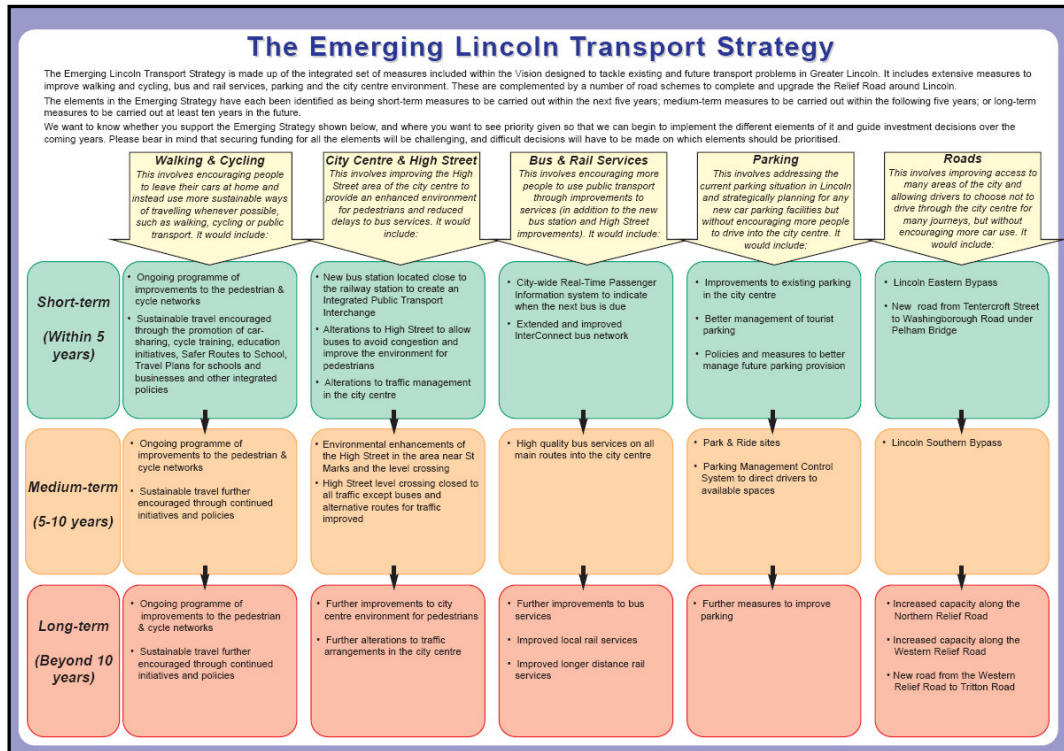 The Emerging Lincoln Transport Strategy
The Emerging Lincoln Transport Strategy is made up of the integrated set of measures included within the Vision designed to tackle existing and future transport problems in Greater Lincoln. It includes extensive measures to
improve walking and cycling, bus and rail services, parking and the city centre environment. These are complemented by a number of road schemes to complete and upgrade the Relief Road around Lincoln.
The elements in the Emerging Strategy have each been identified as being short-term measures to be carried out within the next five years; medium-term measures to be carried out within the following five years; or long-term
measures to be carried out at least ten years in the future.
We want to know whether you support the Emerging Strategy shown below, and where you want to see priority given so that we can begin to implement the different elements of it and guide investment decisions over the
coming years. Please bear in mind that securing funding for all the elements will be challenging, and difficult decisions will have to be made on which elements should be prioritised.
Walking & Cycling
This involves encouraging people
to leave their cars at home and
instead use more sustainable ways
of travelling whenever possible,
such as walking, cycling or public
transport. It would include:
City Centre & High Street
This involves improving the High
Street area of the city centre to
provide an enhanced environment
for pedestrians and reduced
delays to bus services. It would
include:
Bus & Rail Services
This involves encouraging more
people to use public transport
through improvements to
services (in addition to the new
bus station and High Street
improvements). It would include:
Parking
This involves addressing the
current parking situation in Lincoln
and strategically planning for any
new car parking facilities but
without encouraging more people
to drive into the city centre. It
would include:
Roads
This involves improving access to
many areas of the city and
allowing drivers to choose not to
drive through the city centre for
many journeys, but without
encouraging more car use. It would
include:
Short-term
(Within 5
years)
• Ongoing programme of
improvements to the pedestrian &
cycle networks
• Sustainable travel encouraged
through the promotion of car-
sharing, cycle training, education
initiatives, Safer Routes to School,
Travel Plans for schools and
businesses and other integrated
policies
• New bus station located close to
the railway station to create an
Integrated Public Transport
Interchange
• Alterations to High Street to allow
buses to avoid congestion and
improve the environment for
pedestrians
• Alterations to traffic management
in the city centre
• City-wide Real-Time Passenger
Information system to indicate
when the next bus is due
• Extended and improved
InterConnect bus network
• Improvements to existing parking
in the city centre
• Better management of tourist
parking
• Policies and measures to better
manage future parking provision
• Lincoln Eastern Bypass
• New road from Tentercroft Street
to Washingborough Road under
Pelham Bridge
Medium-term
(5-10 years)
• Ongoing programme of
improvements to the pedestrian &
cycle networks
• Sustainable travel further
encouraged through continued
initiatives and policies
• Environmental enhancements of
the High Street in the area near St
Marks and the level crossing
• High Street level crossing closed to
all traffic except buses and
alternative routes for traffic
improved
• High quality bus services on all
main routes into the city centre
• Park & Ride sites
• Parking Management Control
System to direct drivers to
available spaces
• Lincoln Southern Bypass
Long-term
(Beyond 10
years)
• Ongoing programme of
improvements to the pedestrian
& cycle networks
• Sustainable travel further
encouraged through continued
initiatives and policies
• Further improvements to city
centre environment for pedestrians
• Further alterations to traffic
arrangements in the city centre
• Further improvements to bus
services
• Improved local rail services
• Improved longer distance rail
services
• Further measures to improve
parking
• Increased capacity along the
Northern Relief Road
• Increased capacity along the
Western Relief Road
• New road from the Western
Relief Road to Tritton Road